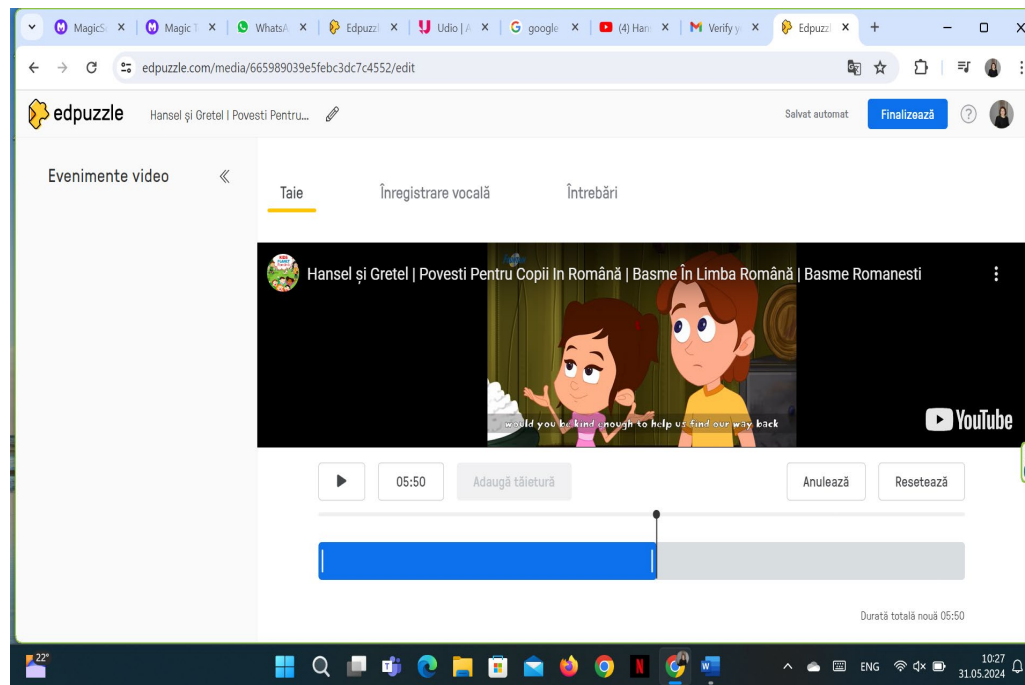 MagicS
Magic T
WhatsA
Edpuzzl
Udio | A
google
(4) Han
Verify y
Edpuzzl
edpuzzle.com/media/665989039e5febc3dc7c4552/edit
edpuzzle
Hansel și Gretel | Povesti Pentru...
Salvat automat
Finalizează
?
Evenimente video
Taie
Înregistrare vocală
Întrebări
Hansel și Gretel | Povesti Pentru Copii In Română | Basme În Limba Română | Basme Romanesti
would you be kind enough to help us find our way back
YouTube
05:50
Adaugă tăietură
Anulează
Resetează
Durată totală nouă 05:50
22°
ENG
10:27
31.05.2024